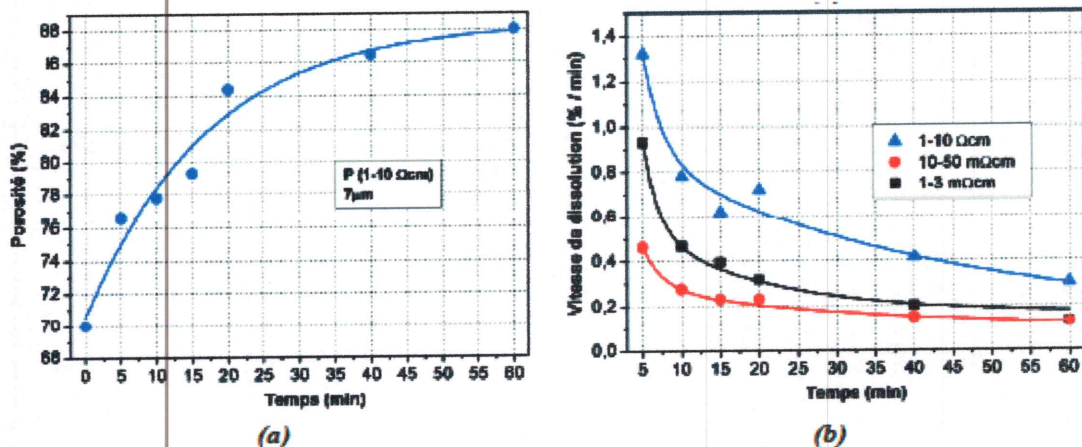 88
86
84
82
80
78
76
74
72
70
68
Porosité (%)
P (1-10 Ωcm)
7µm
0 5 10 15 20 25 30 35 40 45 50 55 60
Temps (min)
(a)
1,4
1,2
1,0
0,8
0,6
0,4
0,2
0,0
Vitesse de dissolution (% / min)
1-10 Ωcm
10-50 mΩcm
1-3 mΩcm
5 10 15 20 25 30 35 40 45 50 55 60
Temps (min)
(b)